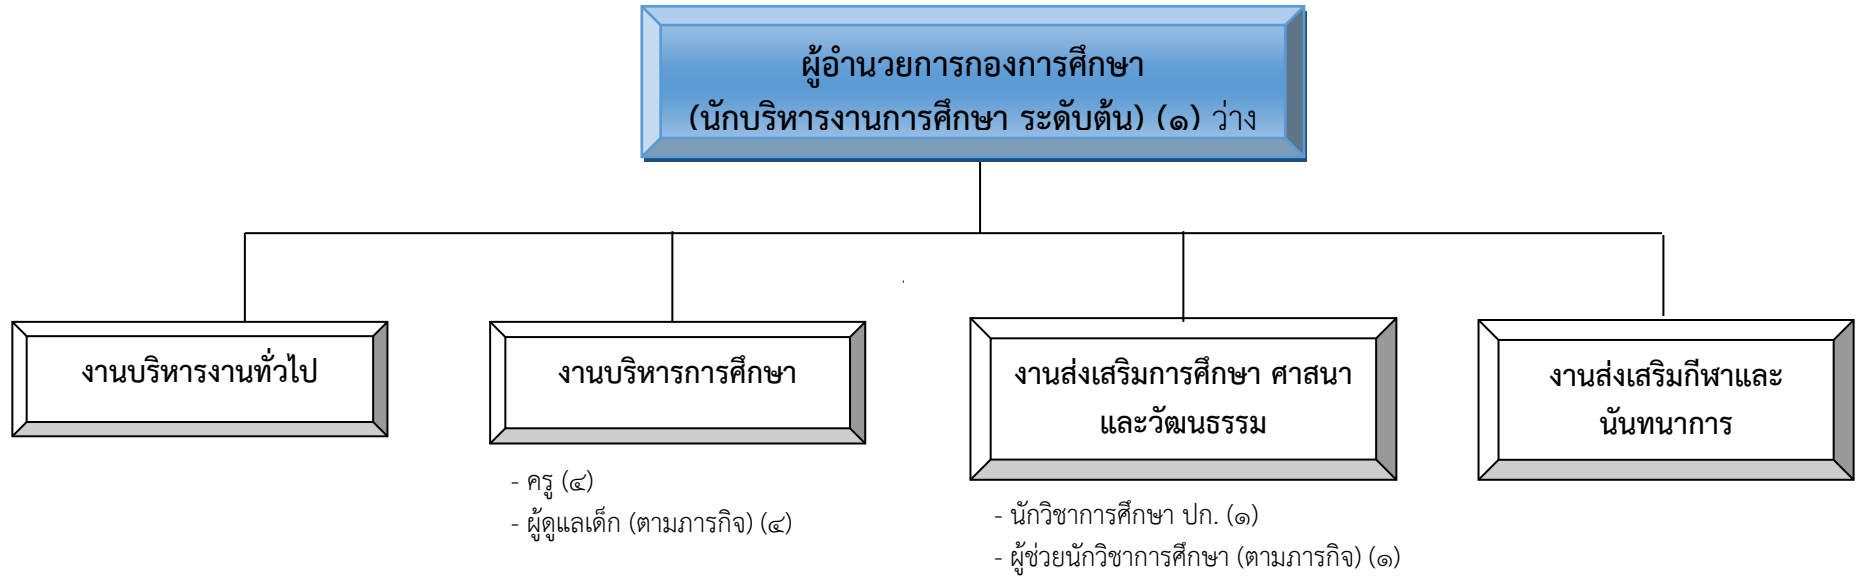 ผู้อำนวยการกองการศึกษา
(นักบริหารงานการศึกษา ระดับต้น) (๑) ว่าง
งานบริหารงานทั่วไป
งานบริหารการศึกษา
- ครู (๔)
- ผู้ดูแลเด็ก (ตามภารกิจ) (๔)
งานส่งเสริมการศึกษา ศาสนา
และวัฒนธรรม
- นักวิชาการศึกษา ปก. (๑)
- ผู้ช่วยนักวิชาการศึกษา (ตามภารกิจ) (๑)
งานส่งเสริมกีฬาและ
นันทนาการ